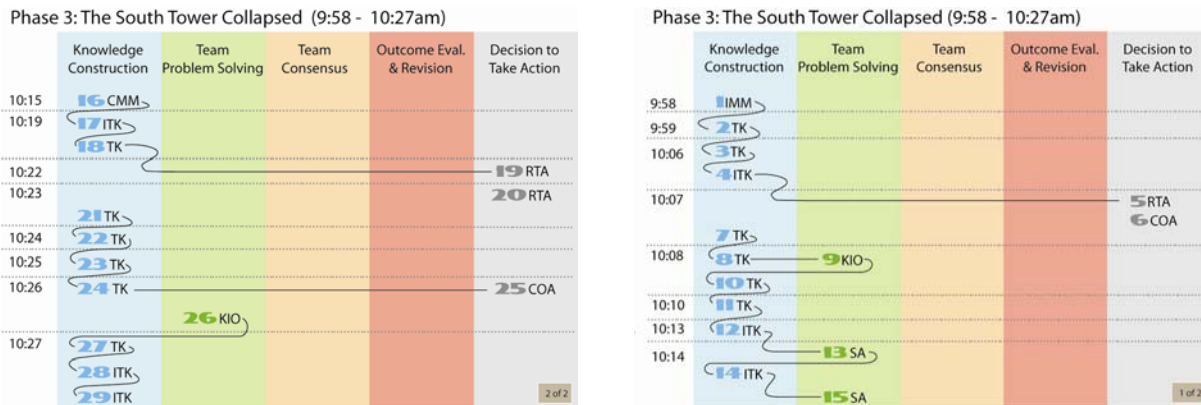 Phase 3: The South Tower Collapsed (9:58 - 10:27am)
Knowledge Construction
Team Problem Solving
Team Consensus
Outcome Eval. & Revision
Decision to Take Action
10:15
16 CMM
10:19
17 ITK
18 TK
10:22
19 RTA
10:23
20 RTA
21 TK
10:24
22 TK
10:25
23 TK
10:26
24 TK
25 COA
26 KIO
10:27
27 TK
28 ITK
29 ITK
2 of 2
Phase 3: The South Tower Collapsed (9:58 - 10:27am)
Knowledge Construction
Team Problem Solving
Team Consensus
Outcome Eval. & Revision
Decision to Take Action
9:58
1 IMM
9:59
2 TK
10:06
3 TK
4 ITK
10:07
5 RTA
6 COA
7 TK
10:08
8 TK
9 KIO
10 TK
10:10
11 TK
10:13
12 ITK
13 SA
10:14
14 ITK
15 SA
1 of 2